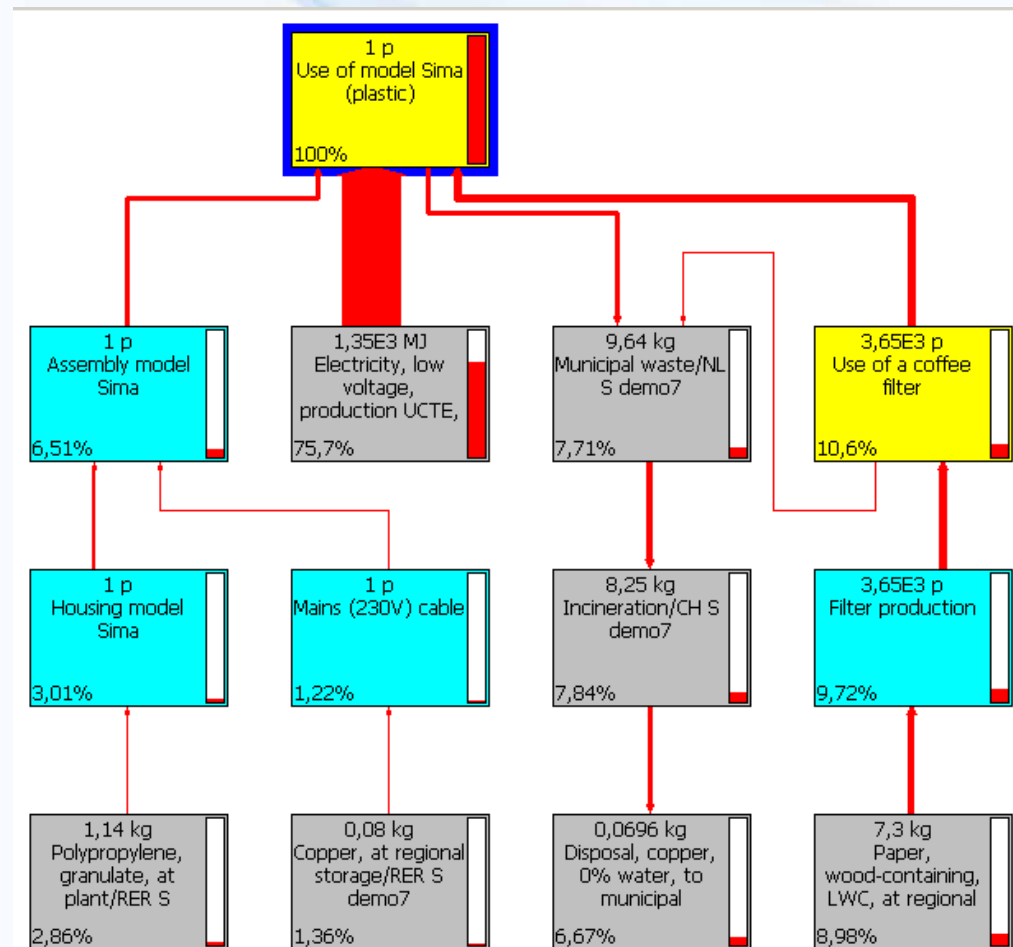 1 p
Use of model Sima
(plastic)
100%
1 p
Assembly model
Sima
6,51%
1,35E3 MJ
Electricity, low
voltage,
production UCTE,
75,7%
9,64 kg
Municipal waste/NL
S demo7
7,71%
3,65E3 p
Use of a coffee
filter
10,6%
1 p
Housing model
Sima
3,01%
1 p
Mains (230V) cable
1,22%
8,25 kg
Incineration/CH S
demo7
7,84%
3,65E3 p
Filter production
9,72%
1,14 kg
Polypropylene,
granulate, at
plant/RER S
2,86%
0,08 kg
Copper, at regional
storage/RER S
demo7
1,36%
0,0696 kg
Disposal, copper,
0% water, to
municipal
6,67%
7,3 kg
Paper,
wood-containing,
LWC, at regional
8,98%